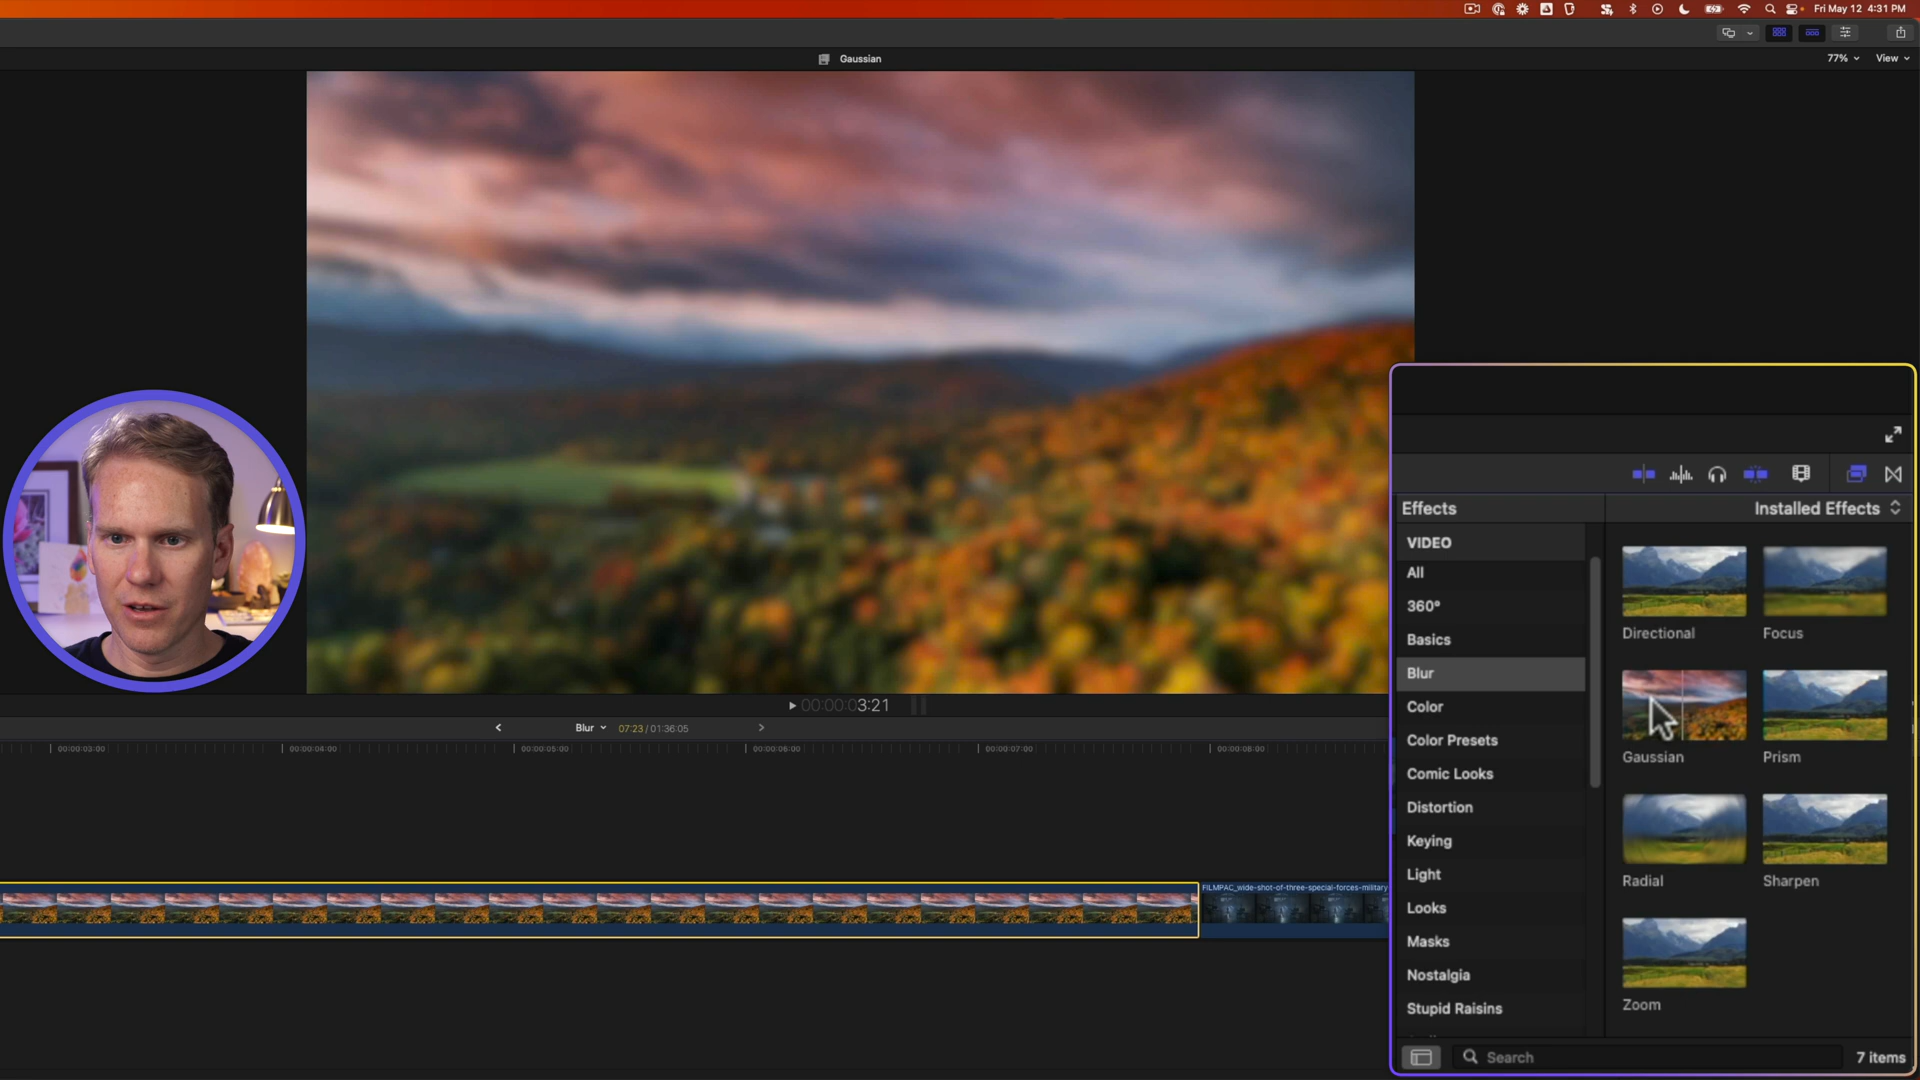 Fri May 12 4:31 PM
Gaussian
77%
View
00:00:03:21
Blur
07:23 / 01:36:05
00:00:03:00
00:00:04:00
00:00:05:00
00:00:06:00
00:00:07:00
00:00:08:00
FILMPAC_wide-shot-of-three-special-forces-military
Effects
Installed Effects
VIDEO
All
360°
Basics
Blur
Color
Color Presets
Comic Looks
Distortion
Keying
Light
Looks
Masks
Nostalgia
Stupid Raisins
Directional
Focus
Gaussian
Prism
Radial
Sharpen
Zoom
Search
7 items